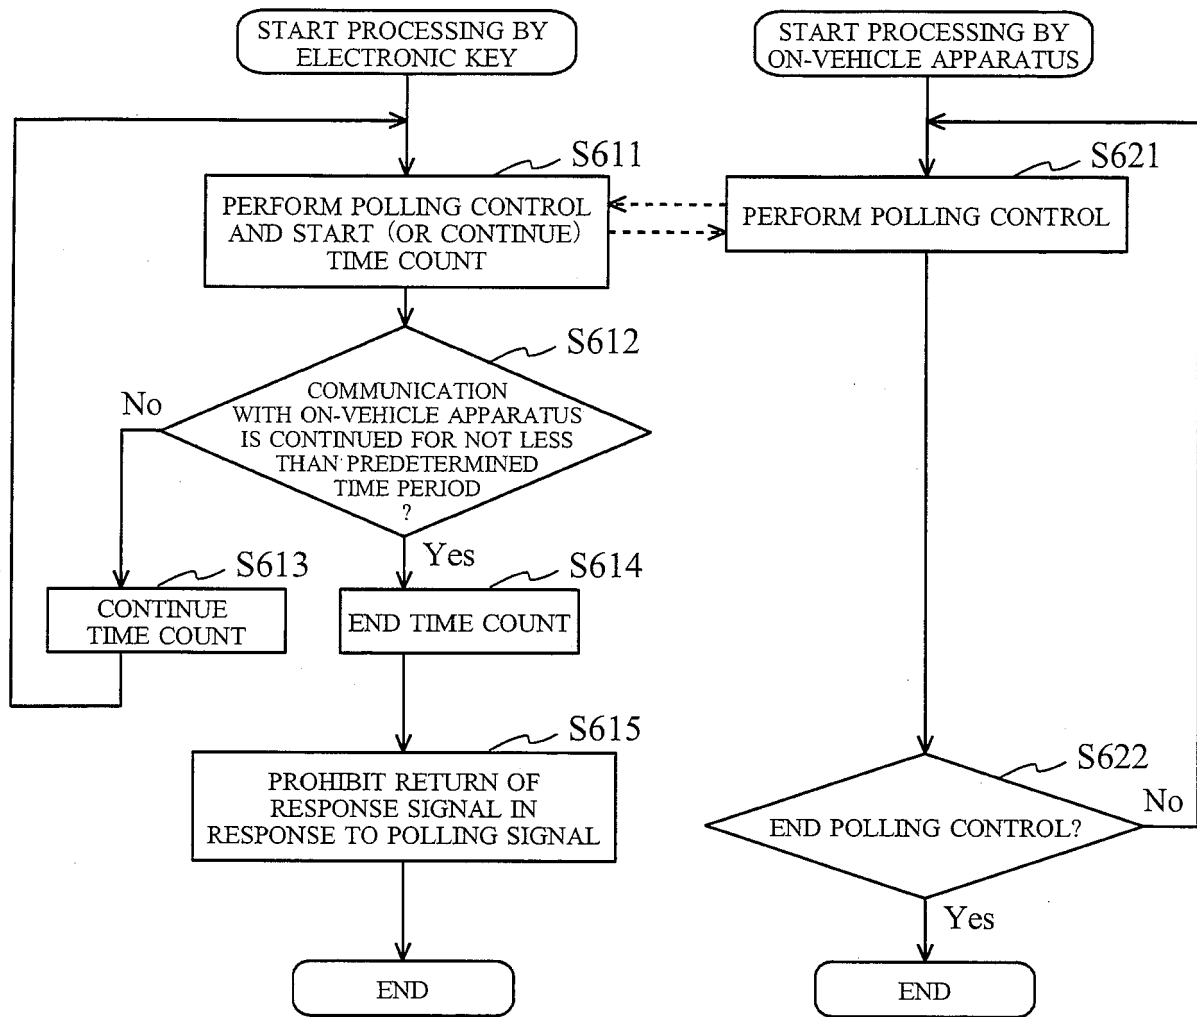 START PROCESSING BY
ELECTRONIC KEY
START PROCESSING BY
ON-VEHICLE APPARATUS
S611
PERFORM POLLING CONTROL
AND START (OR CONTINUE)
TIME COUNT
S621
PERFORM POLLING CONTROL
S612
COMMUNICATION
WITH ON-VEHICLE APPARATUS
IS CONTINUED FOR NOT LESS
THAN PREDETERMINED
TIME PERIOD
?
No
Yes
S613
CONTINUE
TIME COUNT
S614
END TIME COUNT
S615
PROHIBIT RETURN OF
RESPONSE SIGNAL IN
RESPONSE TO POLLING SIGNAL
S622
END POLLING CONTROL?
No
Yes
END
END